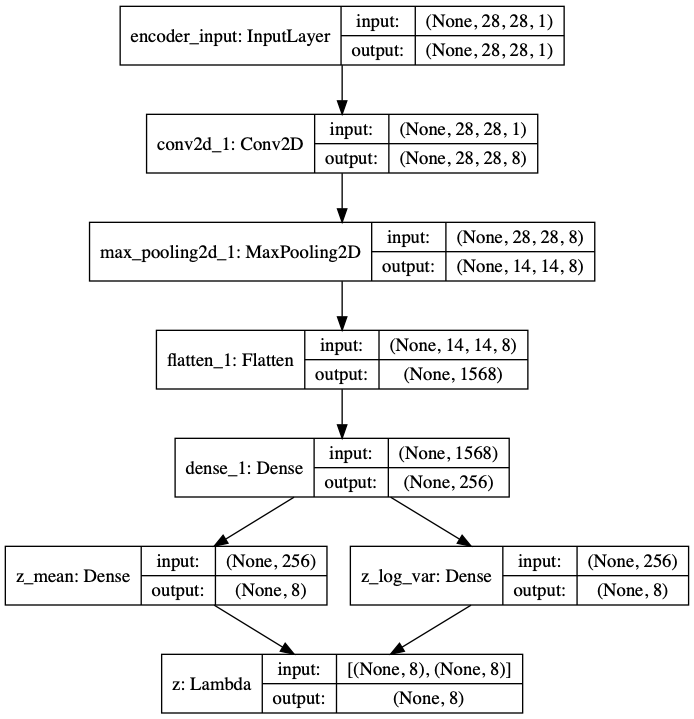 encoder_input: InputLayer
input: (None, 28, 28, 1)
output: (None, 28, 28, 1)
conv2d_1: Conv2D
input: (None, 28, 28, 1)
output: (None, 28, 28, 8)
max_pooling2d_1: MaxPooling2D
input: (None, 28, 28, 8)
output: (None, 14, 14, 8)
flatten_1: Flatten
input: (None, 14, 14, 8)
output: (None, 1568)
dense_1: Dense
input: (None, 1568)
output: (None, 256)
z_mean: Dense
input: (None, 256)
output: (None, 8)
z_log_var: Dense
input: (None, 256)
output: (None, 8)
z: Lambda
input: [(None, 8), (None, 8)]
output: (None, 8)